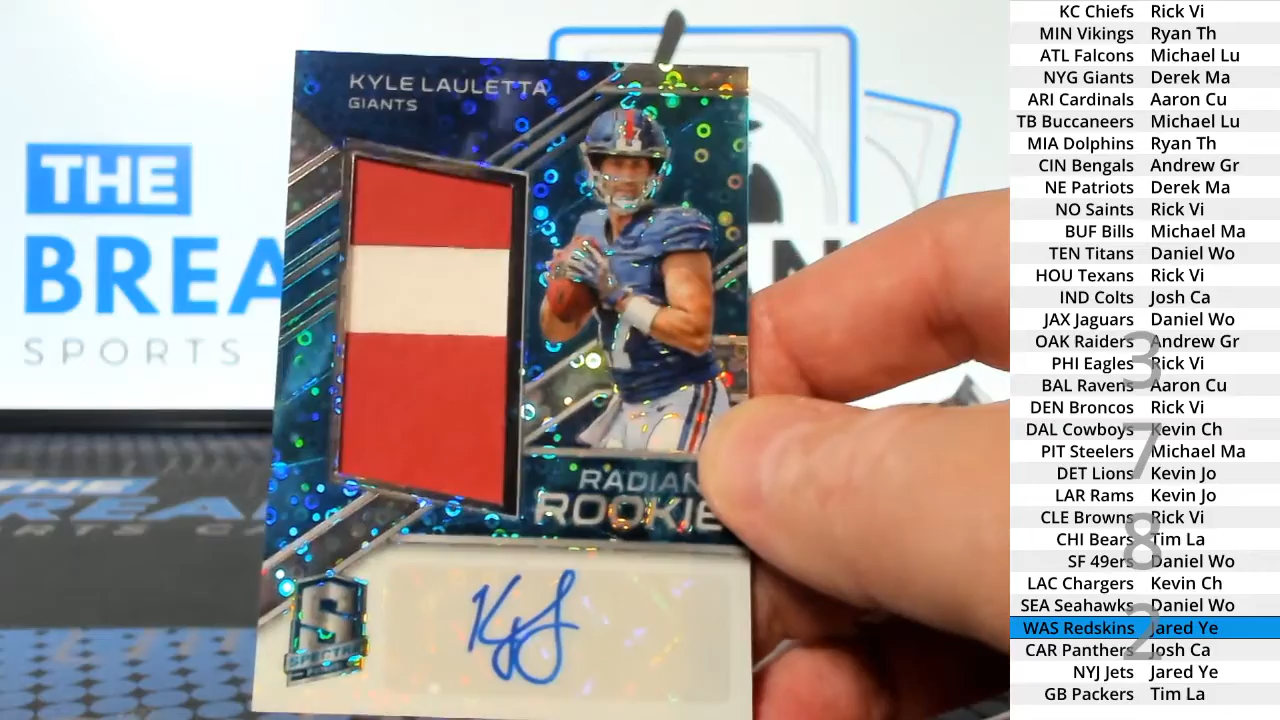 KYLE LAULETTA
GIANTS
RADIAN
ROOKIE
SPECTRA
THE
BREA
SPORTS
KC Chiefs Rick Vi
MIN Vikings Ryan Th
ATL Falcons Michael Lu
NYG Giants Derek Ma
ARI Cardinals Aaron Cu
TB Buccaneers Michael Lu
MIA Dolphins Ryan Th
CIN Bengals Andrew Gr
NE Patriots Derek Ma
NO Saints Rick Vi
BUF Bills Michael Ma
TEN Titans Daniel Wo
HOU Texans Rick Vi
IND Colts Josh Ca
JAX Jaguars Daniel Wo
OAK Raiders Andrew Gr
PHI Eagles Rick Vi
BAL Ravens Aaron Cu
DEN Broncos Rick Vi
DAL Cowboys Kevin Ch
PIT Steelers Michael Ma
DET Lions Kevin Jo
LAR Rams Kevin Jo
CLE Browns Rick Vi
CHI Bears Tim La
SF 49ers Daniel Wo
LAC Chargers Kevin Ch
SEA Seahawks Daniel Wo
WAS Redskins Jared Ye
CAR Panthers Josh Ca
NYJ Jets Jared Ye
GB Packers Tim La
3
7
8
2